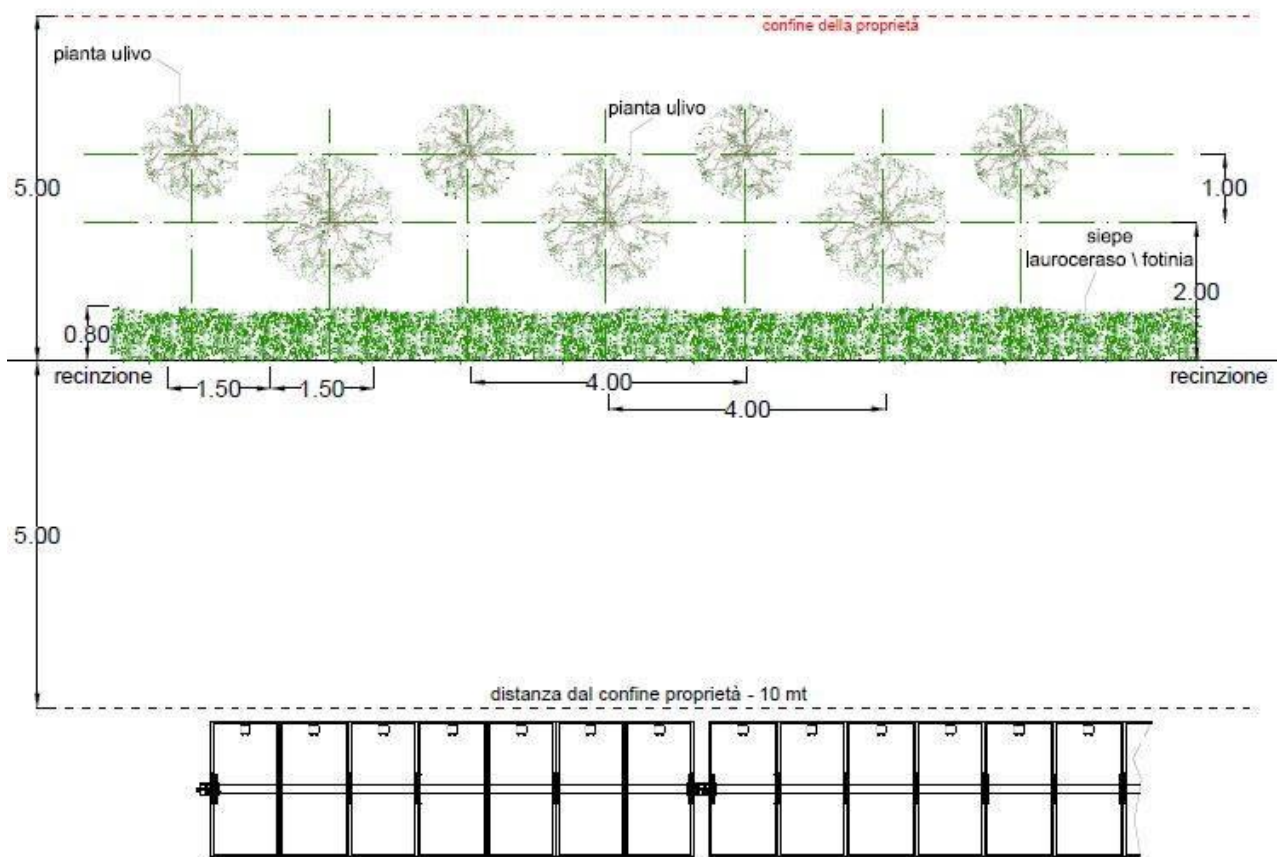 confine della proprietà
pianta ulivo
pianta ulivo
5.00
1.00
siepe
lauroceraso \ fotinia
2.00
0.80
recinzione
recinzione
1.50
1.50
4.00
4.00
5.00
distanza dal confine proprietà - 10 mt